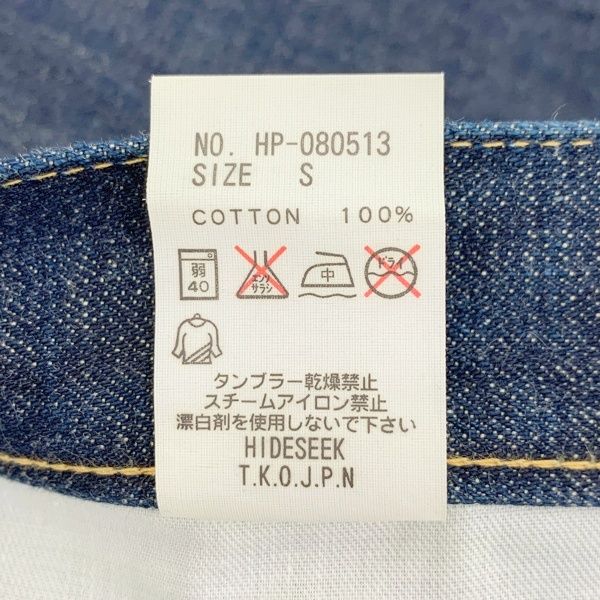 NO. HP-080513
SIZE S
COTTON 100%
弱
40
エンソ
サラシ
中
ドライ
タンブラー乾燥禁止
スチームアイロン禁止
漂白剤を使用しないで下さい
HIDESEEK
T.K.O.J.P.N